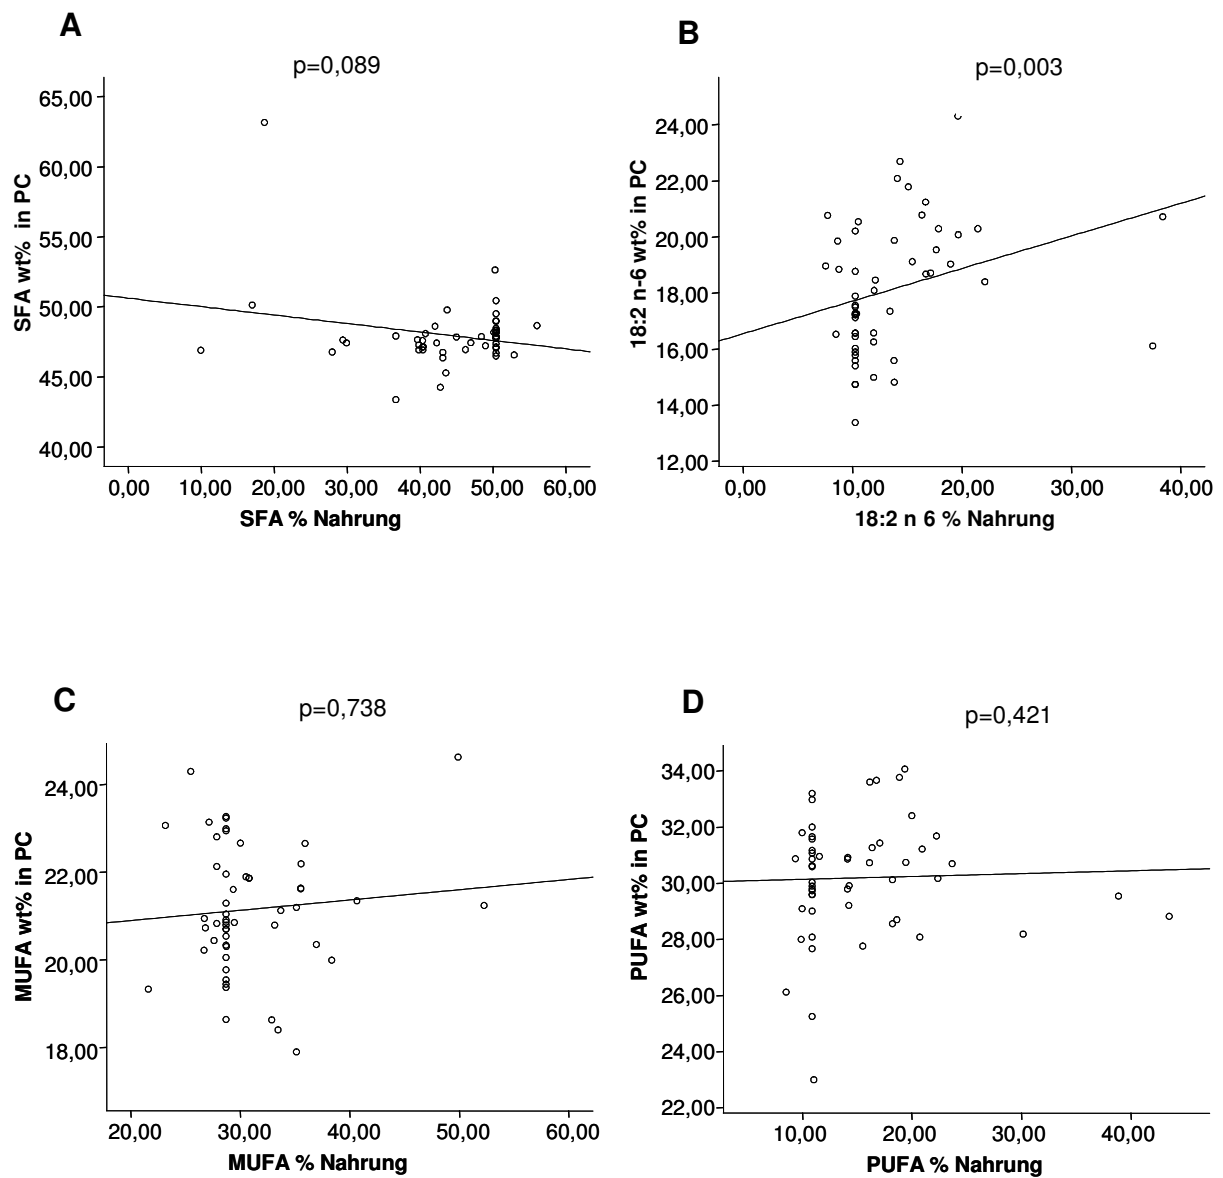 A
p=0,089
65,00
60,00
55,00
50,00
45,00
40,00
SFA wt% in PC
0,00 10,00 20,00 30,00 40,00 50,00 60,00
SFA % Nahrung
B
p=0,003
24,00
22,00
20,00
18,00
16,00
14,00
12,00
18:2 n-6 wt% in PC
0,00 10,00 20,00 30,00 40,00
18:2 n 6 % Nahrung
C
p=0,738
24,00
22,00
20,00
18,00
MUFA wt% in PC
20,00 30,00 40,00 50,00 60,00
MUFA % Nahrung
D
p=0,421
34,00
32,00
30,00
28,00
26,00
24,00
22,00
PUFA wt% in PC
10,00 20,00 30,00 40,00
PUFA % Nahrung